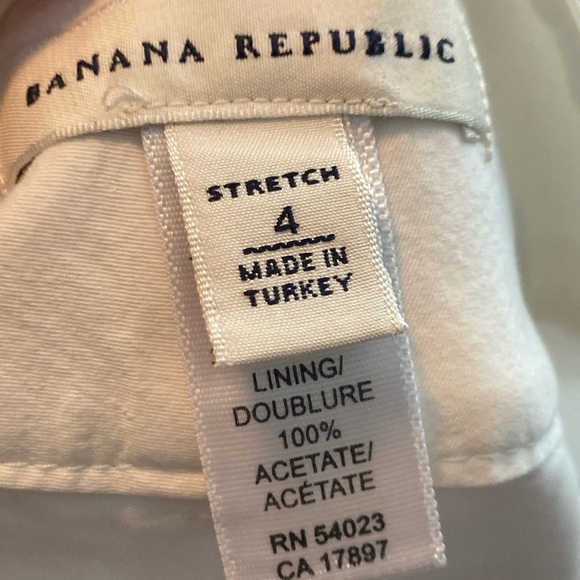 BANANA REPUBLIC
STRETCH
4
MADE IN
TURKEY
LINING/
DOUBLURE
100%
ACETATE/
ACÉTATE
RN 54023
CA 17897